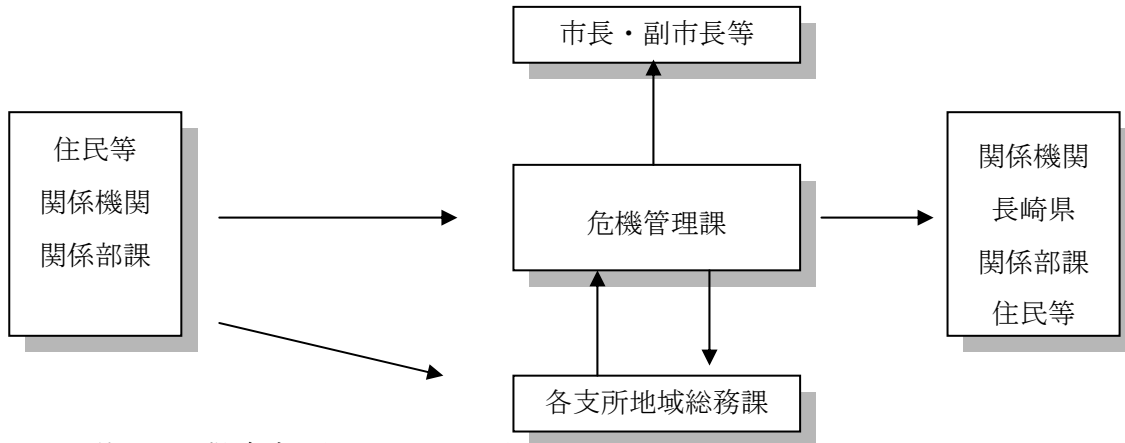 市長・副市長等
住民等
関係機関
関係部課
危機管理課
関係機関
長崎県
関係部課
住民等
各支所地域総務課